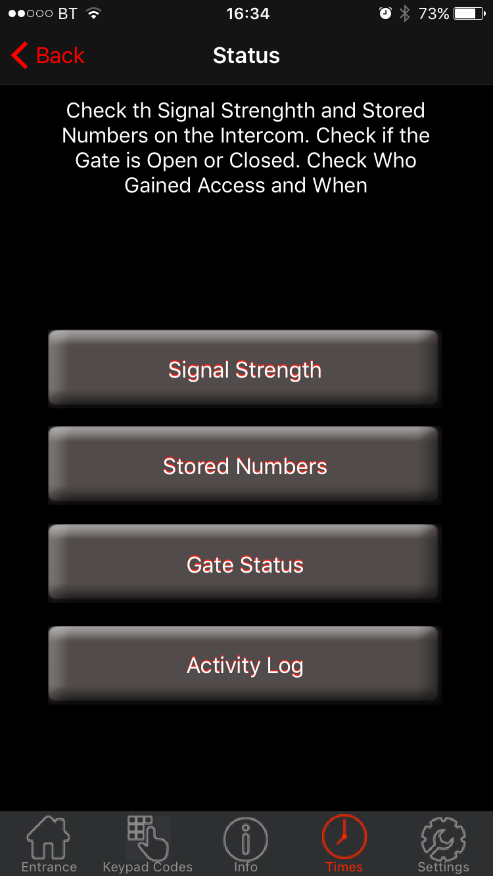 BT 16:34 73%
Back Status
Check th Signal Strenghth and Stored
Numbers on the Intercom. Check if the
Gate is Open or Closed. Check Who
Gained Access and When
Signal Strength
Stored Numbers
Gate Status
Activity Log
Entrance Keypad Codes Info Times Settings